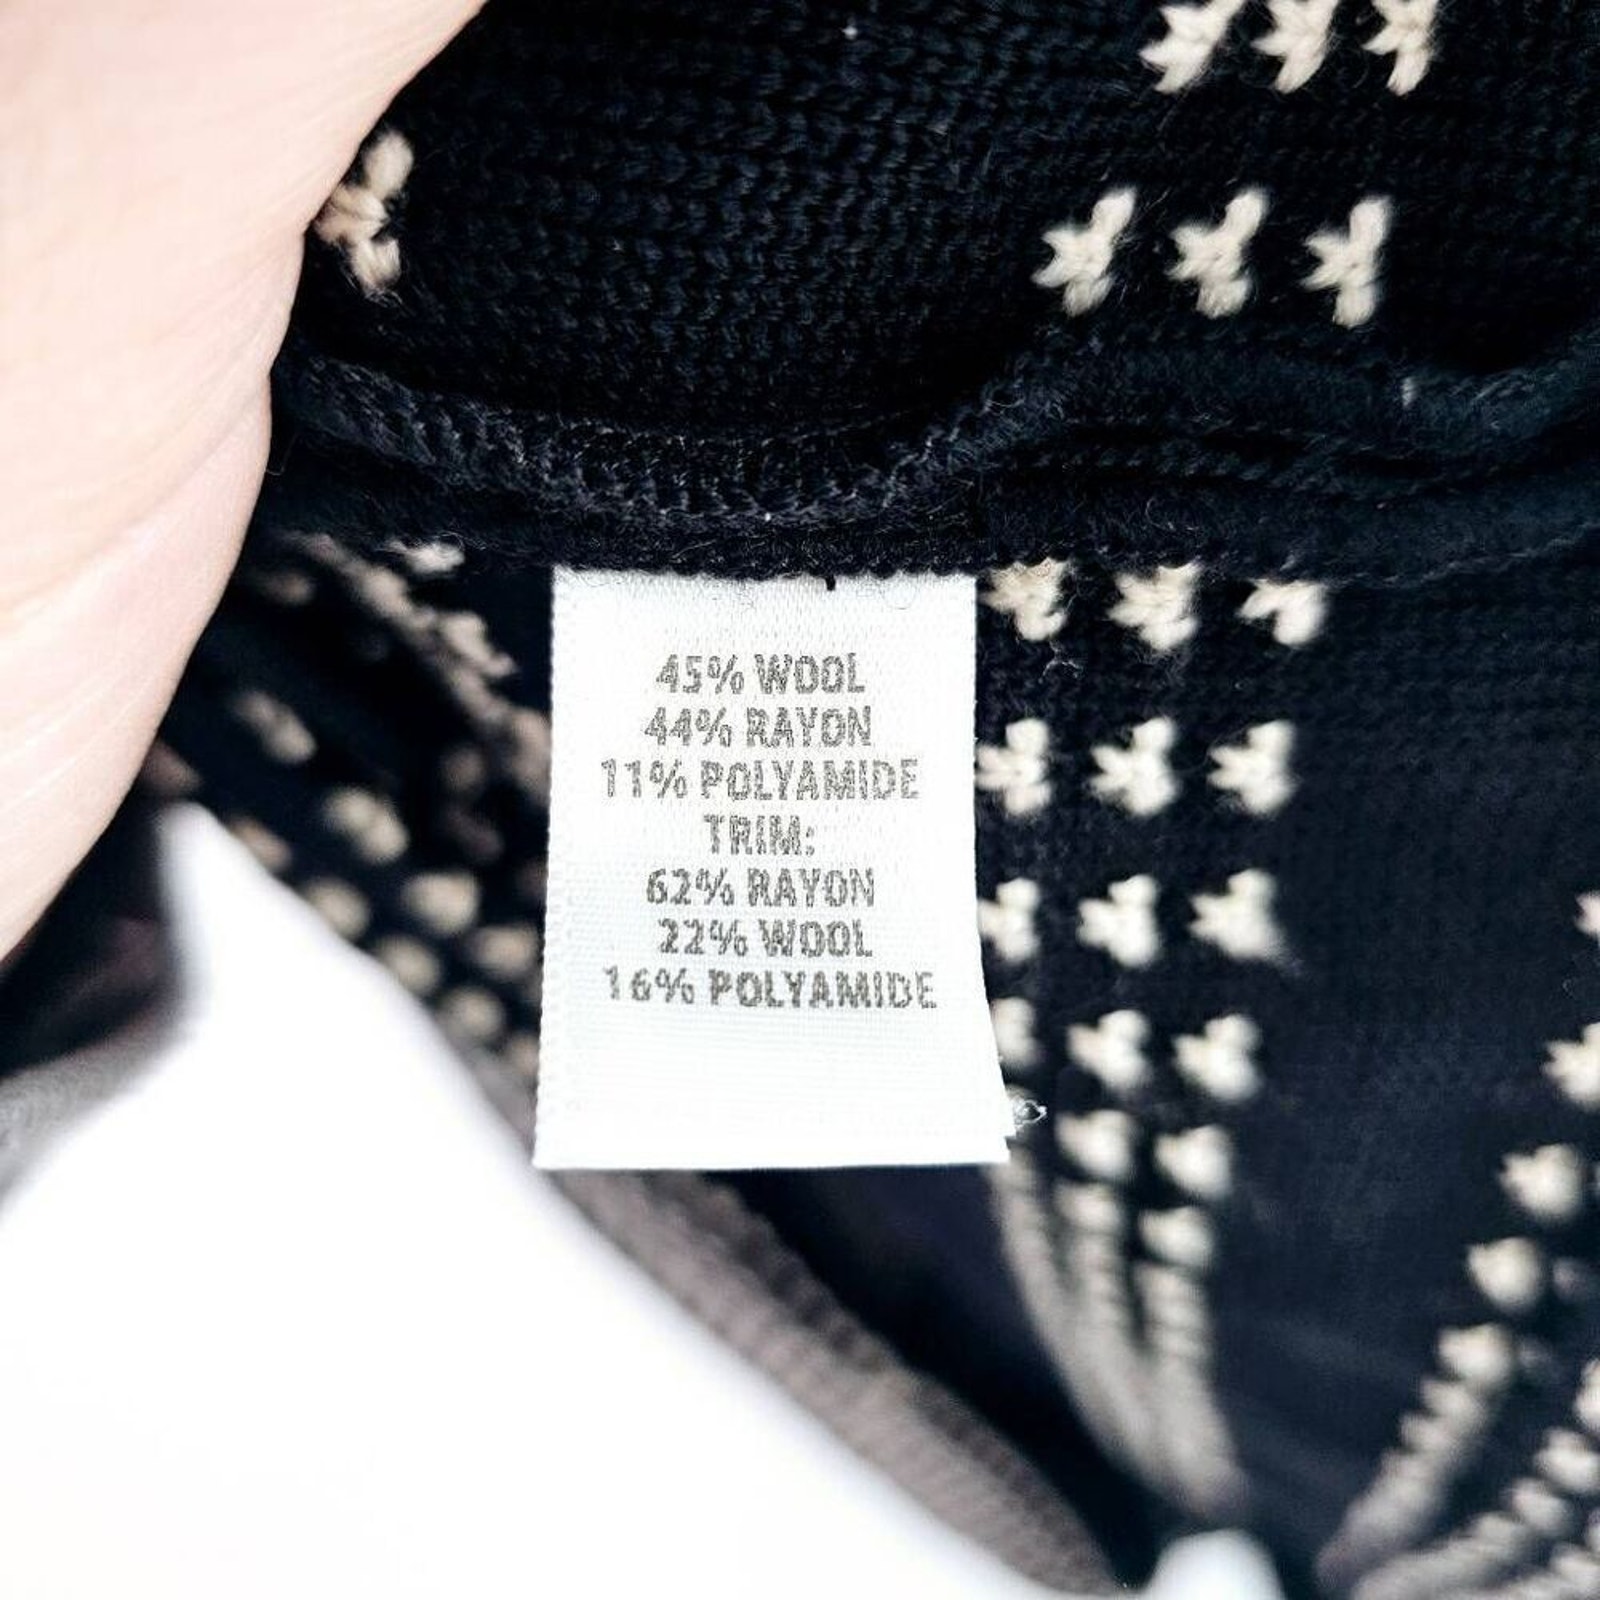 45% WOOL
44% RAYON
11% POLYAMIDE
TRIM:
62% RAYON
22% WOOL
16% POLYAMIDE